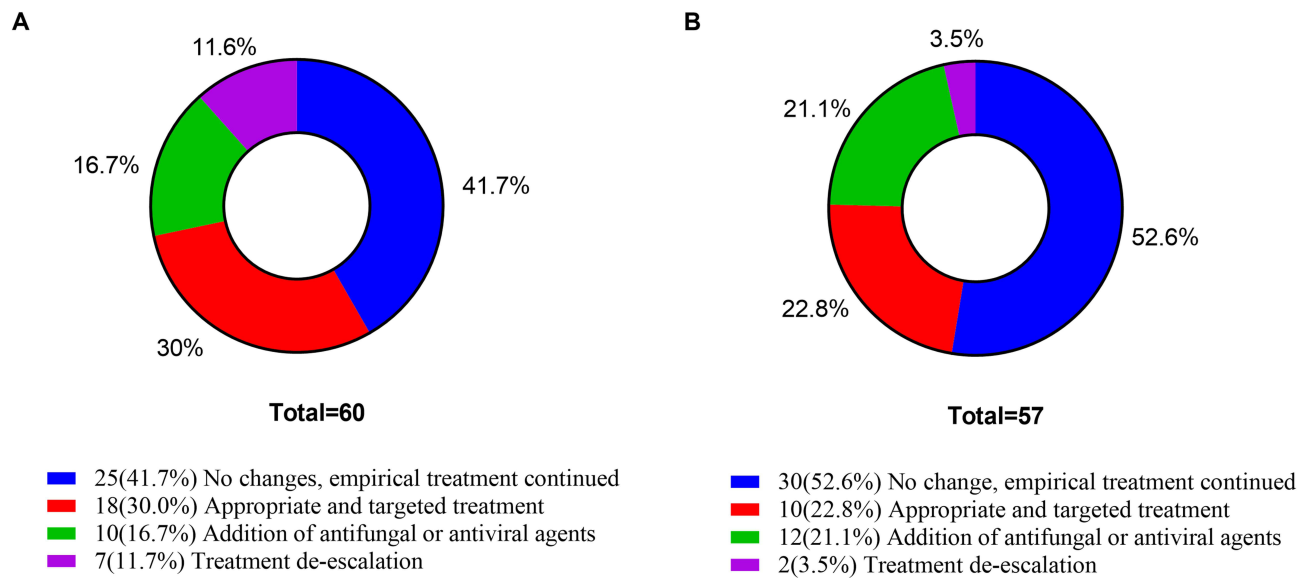 A
11.6%
16.7%
41.7%
30%
Total=60
25(41.7%) No changes, empirical treatment continued
18(30.0%) Appropriate and targeted treatment
10(16.7%) Addition of antifungal or antiviral agents
7(11.7%) Treatment de-escalation
B
3.5%
21.1%
52.6%
22.8%
Total=57
30(52.6%) No change, empirical treatment continued
10(22.8%) Appropriate and targeted treatment
12(21.1%) Addition of antifungal or antiviral agents
2(3.5%) Treatment de-escalation